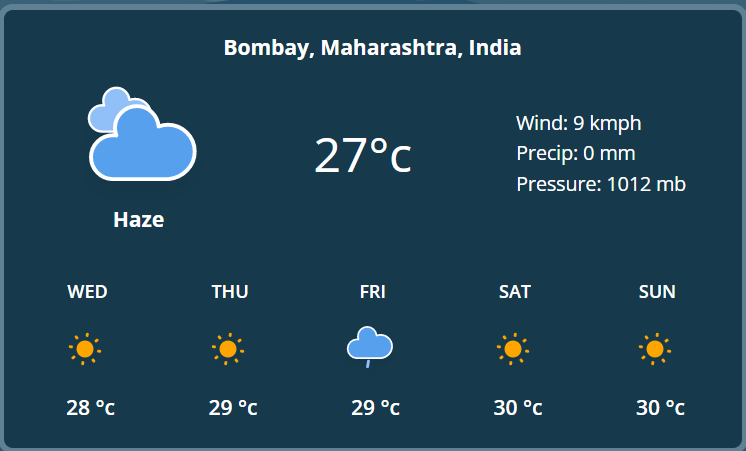 Bombay, Maharashtra, India
27°c
Wind: 9 kmph
Precip: 0 mm
Pressure: 1012 mb
Haze
WED THU FRI SAT SUN
28 °c 29 °c 29 °c 30 °c 30 °c